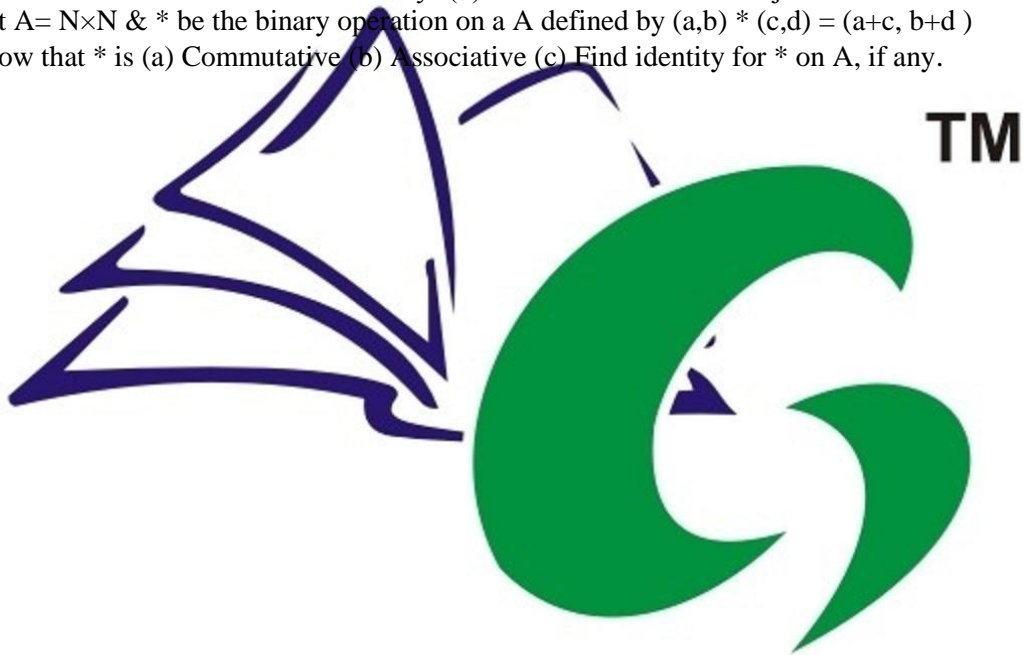 t A= N×N & * be the binary operation on a A defined by (a,b) * (c,d) = (a+c, b+d )
ow that * is (a) Commutative (b) Associative (c) Find identity for * on A, if any.
TM